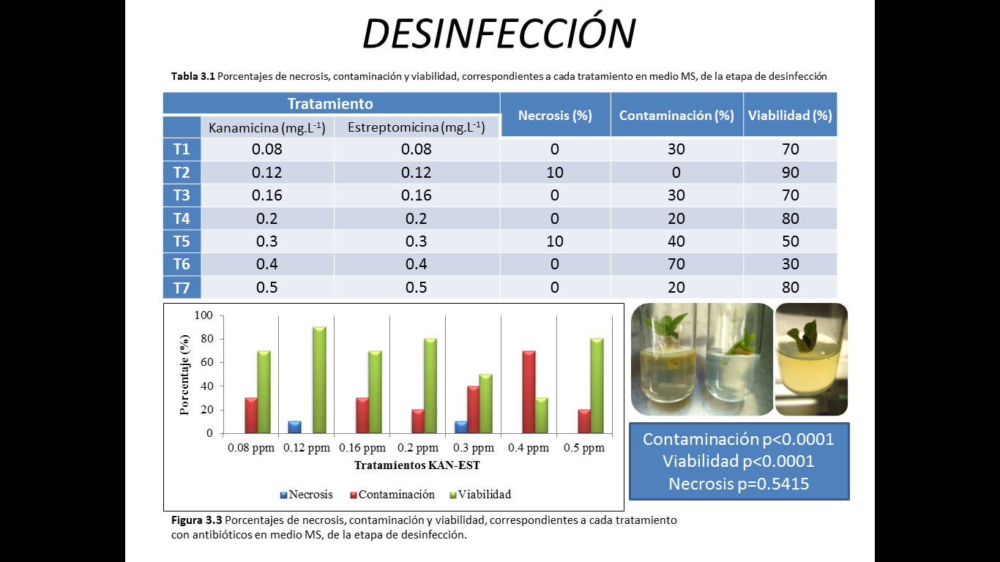 DESINFECCIÓN
Tabla 3.1 Porcentajes de necrosis, contaminación y viabilidad, correspondientes a cada tratamiento en medio MS, de la etapa de desinfección
Tratamiento Necrosis (%) Contaminación (%) Viabilidad (%)
Kanamicina (mg.L⁻¹) Estreptomicina (mg.L⁻¹)
T1 0.08 0.08 0 30 70
T2 0.12 0.12 10 0 90
T3 0.16 0.16 0 30 70
T4 0.2 0.2 0 20 80
T5 0.3 0.3 10 40 50
T6 0.4 0.4 0 70 30
T7 0.5 0.5 0 20 80
Porcentaje (%)
100
80
60
40
20
0
0.08 ppm 0.12 ppm 0.16 ppm 0.2 ppm 0.3 ppm 0.4 ppm 0.5 ppm
Tratamientos KAN-EST
Necrosis Contaminación Viabilidad
Contaminación p<0.0001
Viabilidad p<0.0001
Necrosis p=0.5415
Figura 3.3 Porcentajes de necrosis, contaminación y viabilidad, correspondientes a cada tratamiento
con antibióticos en medio MS, de la etapa de desinfección.